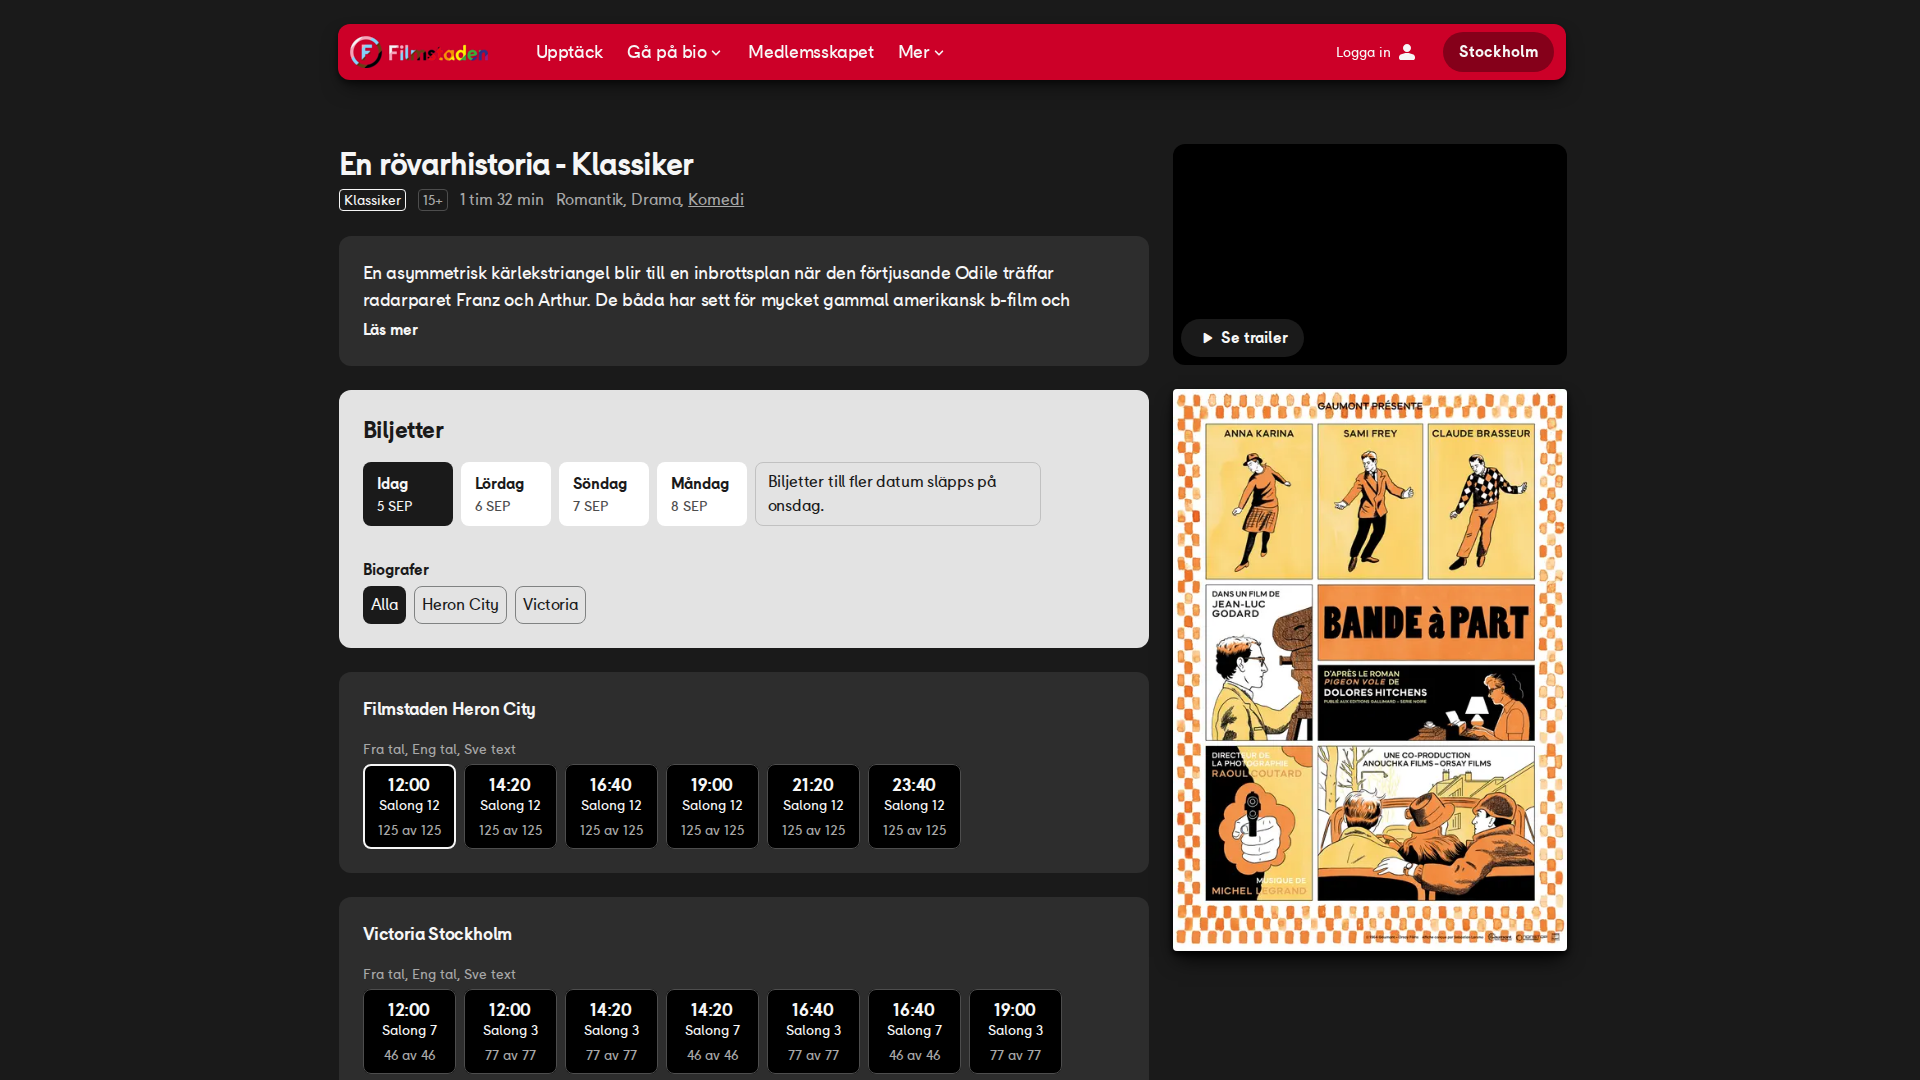 Filmstaden
Upptäck
Gå på bio
Medlemsskapet
Mer
Logga in
Stockholm
En rövarhistoria - Klassiker
Klassiker
15+
1 tim 32 min
Romantik, Drama, Komedi
En asymmetrisk kärlekstriangel blir till en inbrottsplan när den förtjusande Odile träffar
radarparet Franz och Arthur. De båda har sett för mycket gammal amerikansk b-film och
Läs mer
Se trailer
Biljetter
Idag
5 SEP
Lördag
6 SEP
Söndag
7 SEP
Måndag
8 SEP
Biljetter till fler datum släpps på
onsdag.
Biografer
Alla
Heron City
Victoria
Filmstaden Heron City
Fra tal, Eng tal, Sve text
12:00
Salong 12
125 av 125
14:20
Salong 12
125 av 125
16:40
Salong 12
125 av 125
19:00
Salong 12
125 av 125
21:20
Salong 12
125 av 125
23:40
Salong 12
125 av 125
Victoria Stockholm
Fra tal, Eng tal, Sve text
12:00
Salong 7
46 av 46
12:00
Salong 3
77 av 77
14:20
Salong 3
77 av 77
14:20
Salong 7
46 av 46
16:40
Salong 3
77 av 77
16:40
Salong 7
46 av 46
19:00
Salong 3
77 av 77
GAUMONT PRÉSENTE
ANNA KARINA
SAMI FREY
CLAUDE BRASSEUR
DANS UN FILM DE
JEAN-LUC
GODARD
BANDE à PART
D'APRÈS LE ROMAN
PIGEON VOLE DE
DOLORES HITCHENS
PUBLIÉ AUX EDITIONS GALLIMARD - SERIE NOIRE
DIRECTEUR DE
LA PHOTOGRAPHIE
RAOUL COUTARD
UNE CO-PRODUCTION
ANOUCHKA FILMS - ORSAY FILMS
MUSIQUE DE
MICHEL LEGRAND